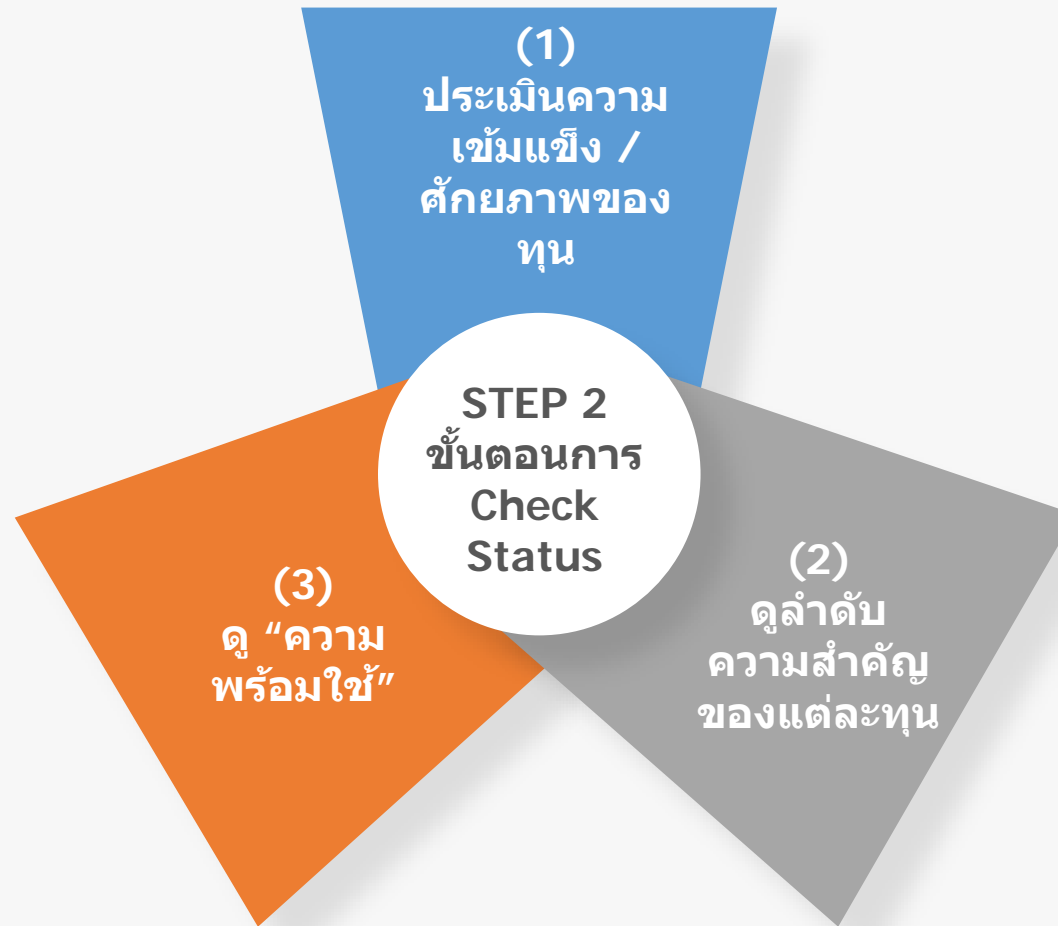 (1)
ประเมินความ
เข้มแข็ง /
ศักยภาพของ
ทุน
STEP 2
ขั้นตอนการ
Check
Status
(2)
ดูลำดับ
ความสำคัญ
ของแต่ละทุน
(3)
ดู “ความ
พร้อมใช้”